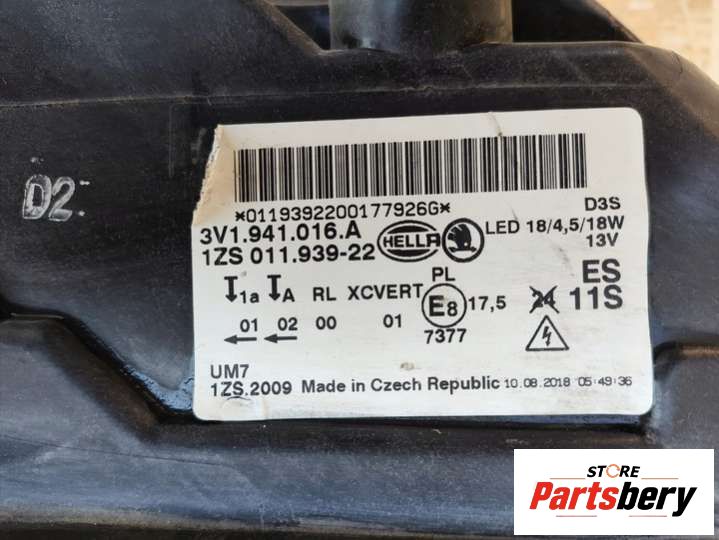 D2
*0119392200177926G*
D3S
3V1.941.016.A
HELLA
LED 18/4,5/18W
1ZS 011.939-22
13V
PL
ES
1a A RL XCVERT E8 17,5 24 11S
01 02 00 01 7377
UM7
1ZS.2009 Made in Czech Republic 10.08.2018 05:49:36
STORE
Partsbery